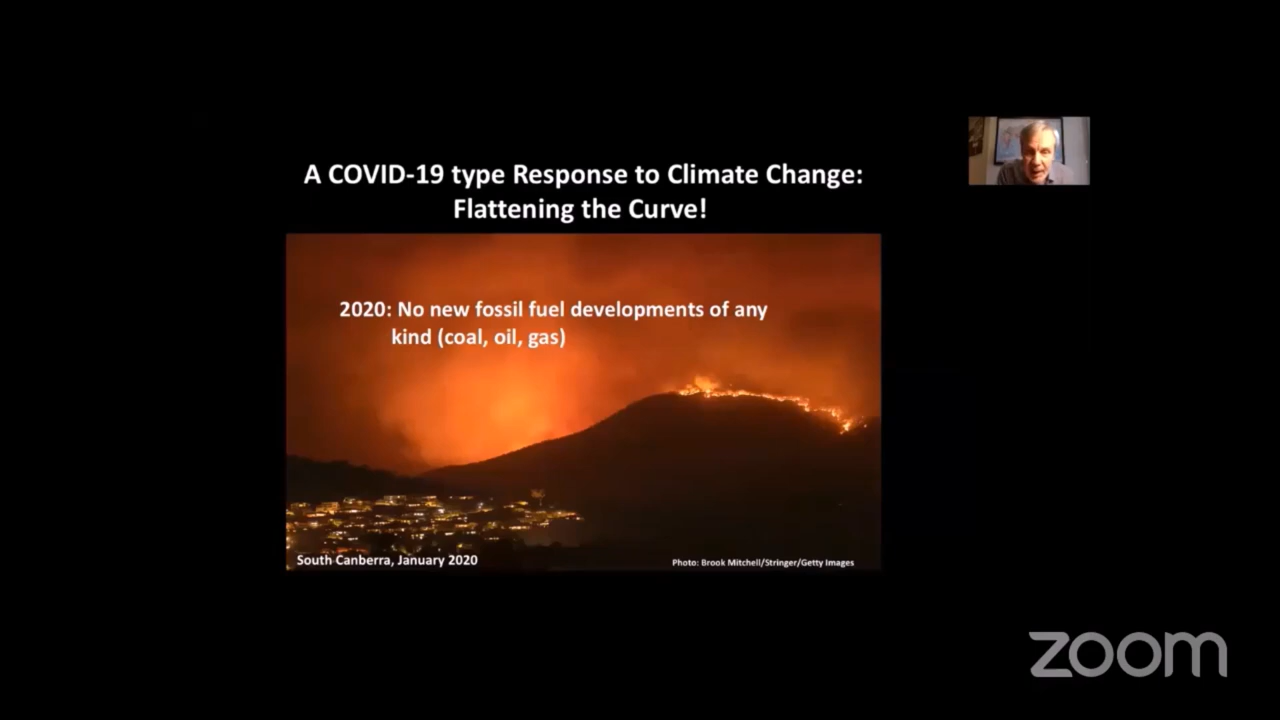 A COVID-19 type Response to Climate Change:
Flattening the Curve!
2020: No new fossil fuel developments of any
kind (coal, oil, gas)
South Canberra, January 2020
Photo: Brook Mitchell/Stringer/Getty Images
zoom